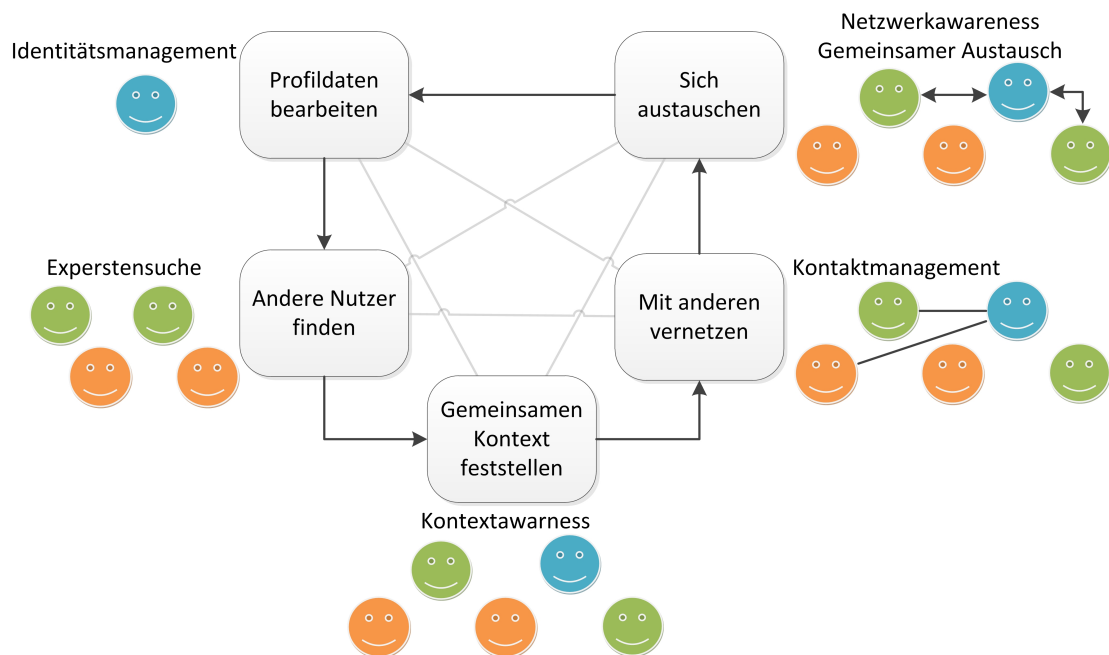 Identitätsmanagement
Profildaten
bearbeiten
Sich
austauschen
Netzwerkawareness
Gemeinsamer Austausch
Experstensuche
Andere Nutzer
finden
Mit anderen
vernetzen
Kontaktmanagement
Gemeinsamen
Kontext
feststellen
Kontextawarness